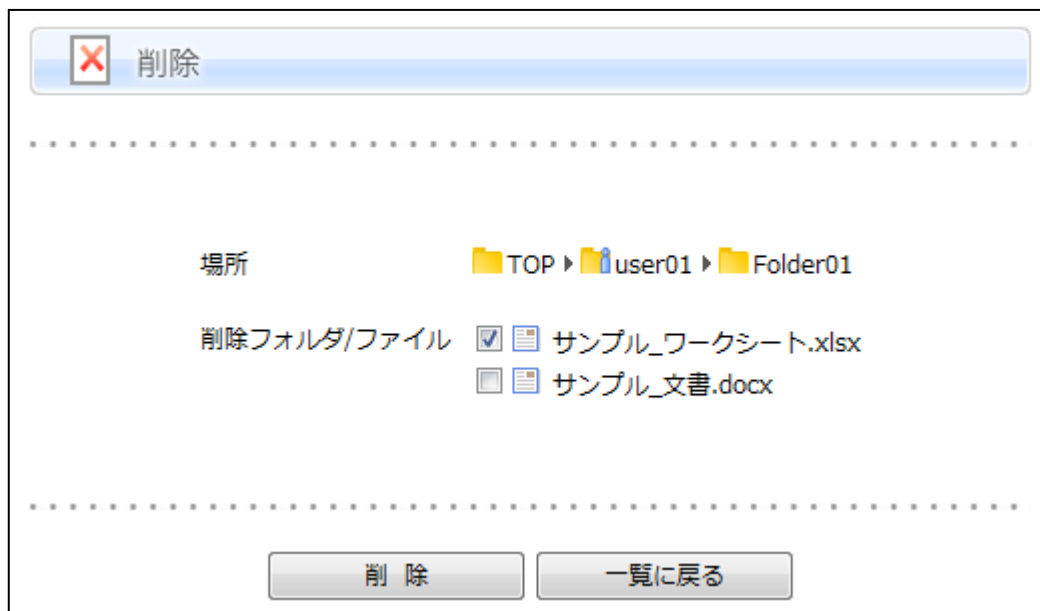 削除
場所 TOP user01 Folder01
削除フォルダ/ファイル サンプル_ワークシート.xlsx
サンプル_文書.docx
削 除 一覧に戻る